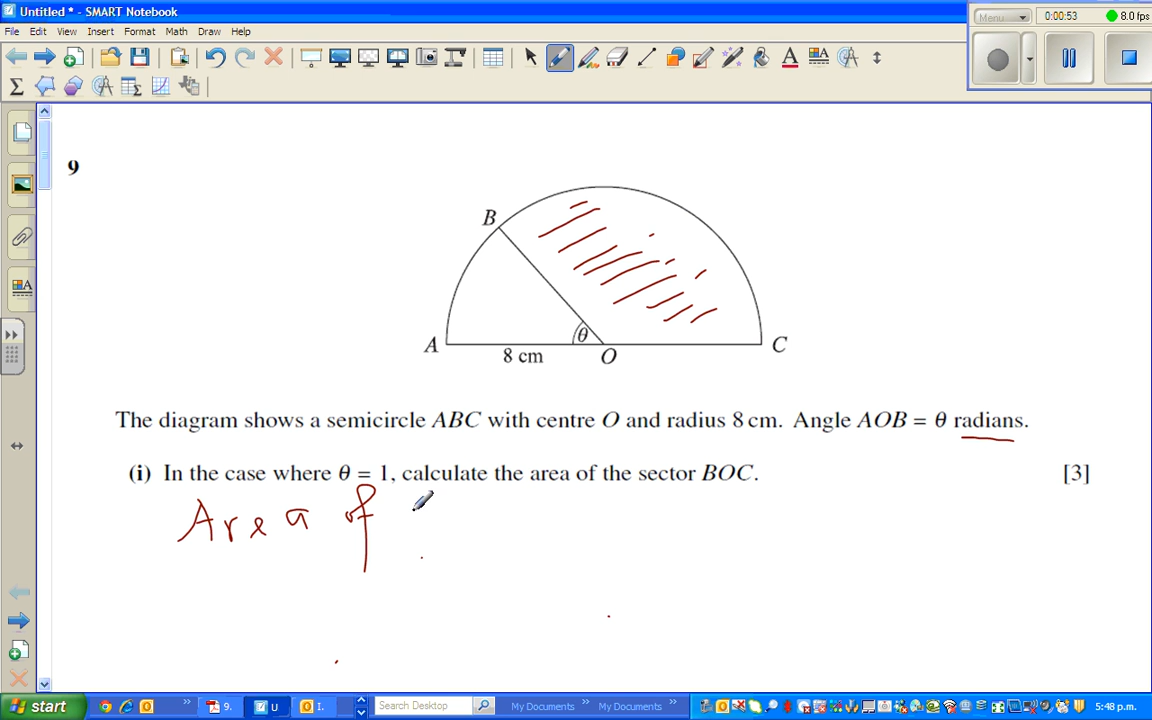 Untitled * - SMART Notebook
File Edit View Insert Format Math Draw Help
Menu
0:00:53
8.0 fps
9
B
θ
A
8 cm
O
C
The diagram shows a semicircle ABC with centre O and radius 8 cm. Angle AOB = θ radians.
(i) In the case where θ = 1, calculate the area of the sector BOC. [3]
Area of
start
9.
U
I.
Search Desktop
My Documents
My Documents
5:48 p.m.